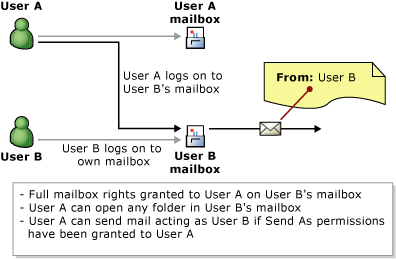 User A
User A
mailbox
User A logs on to
User B's mailbox
From: User B
User B logs on to
own mailbox
User B
User B
mailbox
- Full mailbox rights granted to User A on User B's mailbox
- User A can open any folder in User B's mailbox
- User A can send mail acting as User B if Send As permissions
have been granted to User A